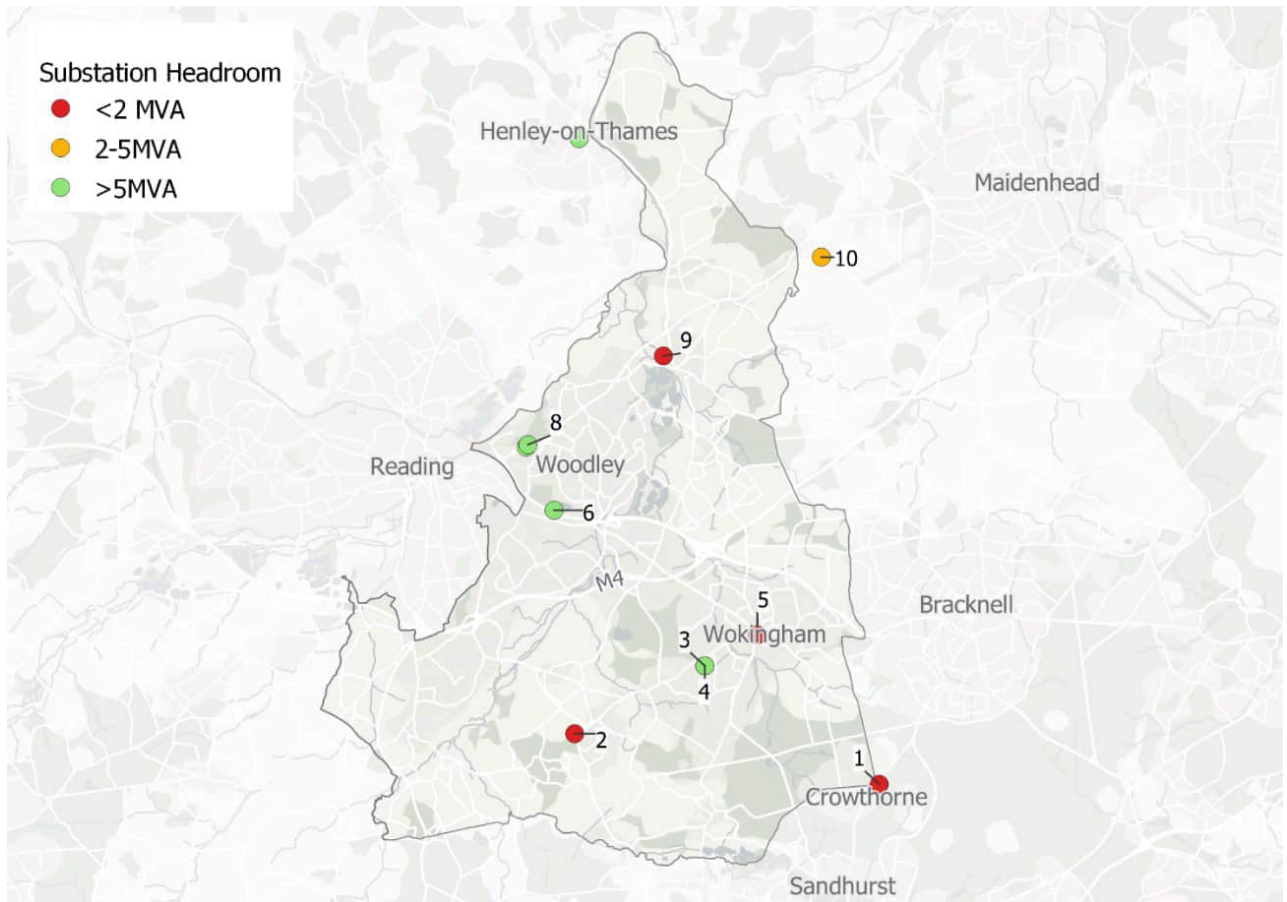 Substation Headroom
<2 MVA
2-5MVA
>5MVA
Henley-on-Thames
Maidenhead
10
9
8
Reading
Woodley
6
M4
5
Bracknell
Wokingham
3
4
2
1
Crowthorne
Sandhurst